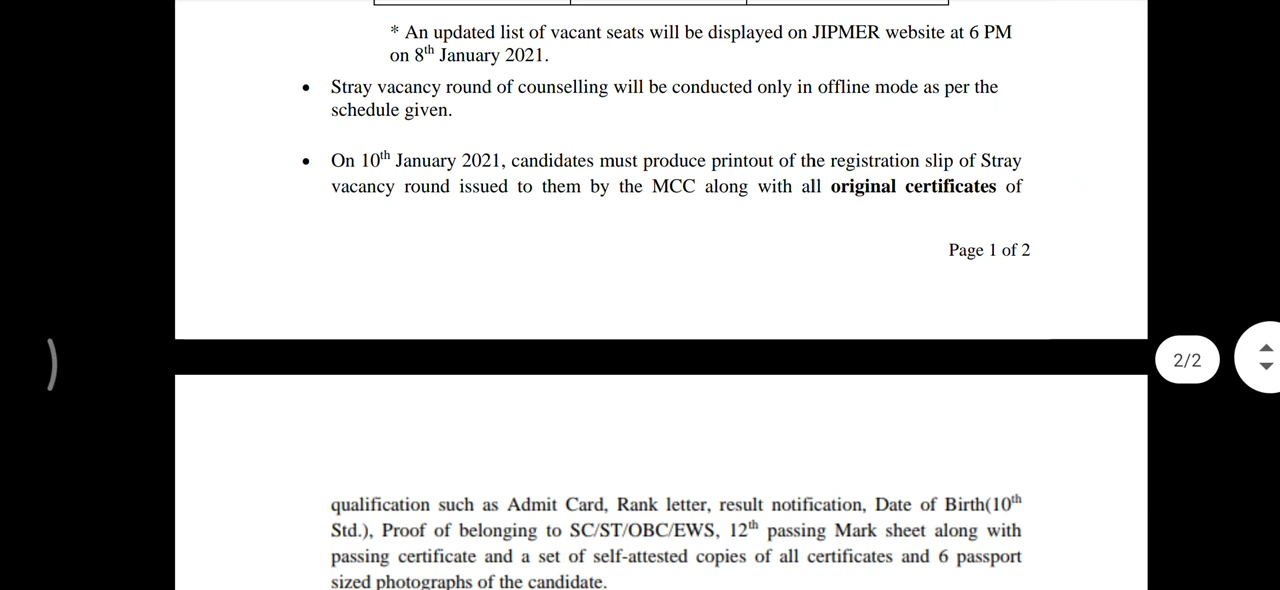 * An updated list of vacant seats will be displayed on JIPMER website at 6 PM
on 8th January 2021.
• Stray vacancy round of counselling will be conducted only in offline mode as per the
schedule given.
• On 10th January 2021, candidates must produce printout of the registration slip of Stray
vacancy round issued to them by the MCC along with all original certificates of
Page 1 of 2
2/2
qualification such as Admit Card, Rank letter, result notification, Date of Birth(10th
Std.), Proof of belonging to SC/ST/OBC/EWS, 12th passing Mark sheet along with
passing certificate and a set of self-attested copies of all certificates and 6 passport
sized photographs of the candidate.